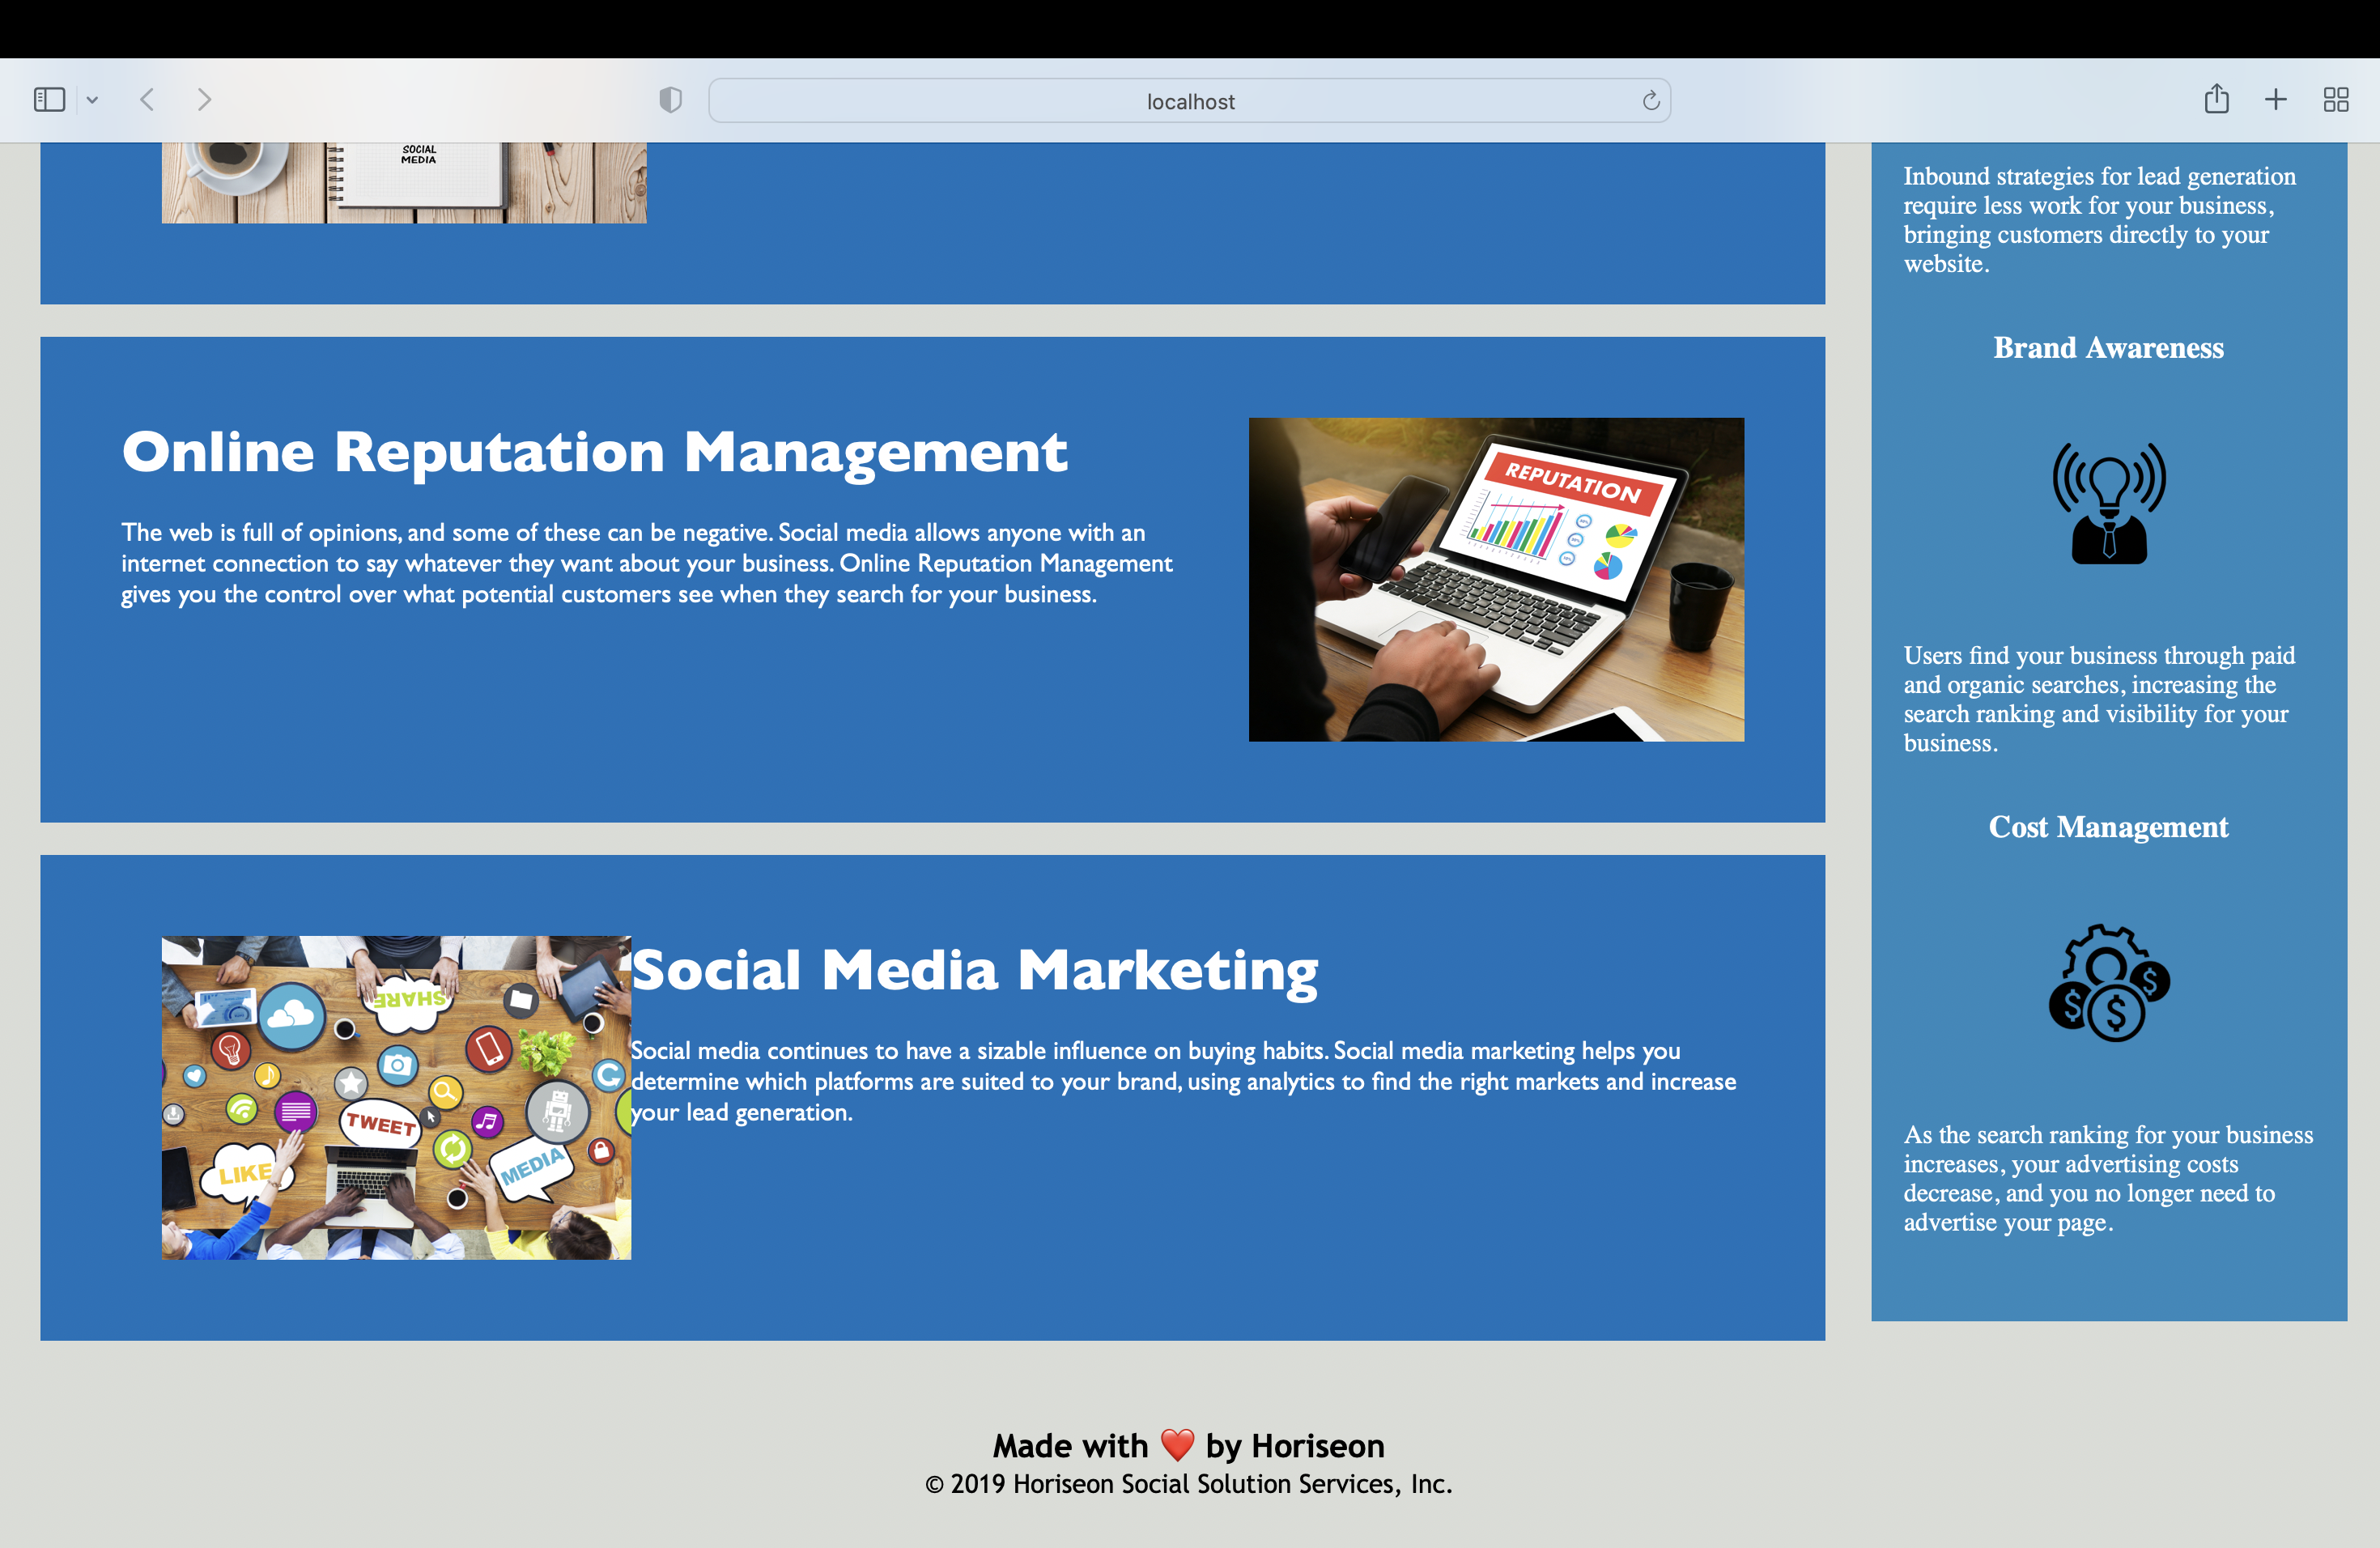 localhost
SOCIAL
MEDIA
Online Reputation Management
The web is full of opinions, and some of these can be negative. Social media allows anyone with an
internet connection to say whatever they want about your business. Online Reputation Management
gives you the control over what potential customers see when they search for your business.
REPUTATION
Social Media Marketing
Social media continues to have a sizable influence on buying habits. Social media marketing helps you
determine which platforms are suited to your brand, using analytics to find the right markets and increase
your lead generation.
SHARE
TWEET
LIKE
MEDIA
Inbound strategies for lead generation
require less work for your business,
bringing customers directly to your
website.
Brand Awareness
Users find your business through paid
and organic searches, increasing the
search ranking and visibility for your
business.
Cost Management
$ $ $
As the search ranking for your business
increases, your advertising costs
decrease, and you no longer need to
advertise your page.
Made with ❤️ by Horiseon
© 2019 Horiseon Social Solution Services, Inc.